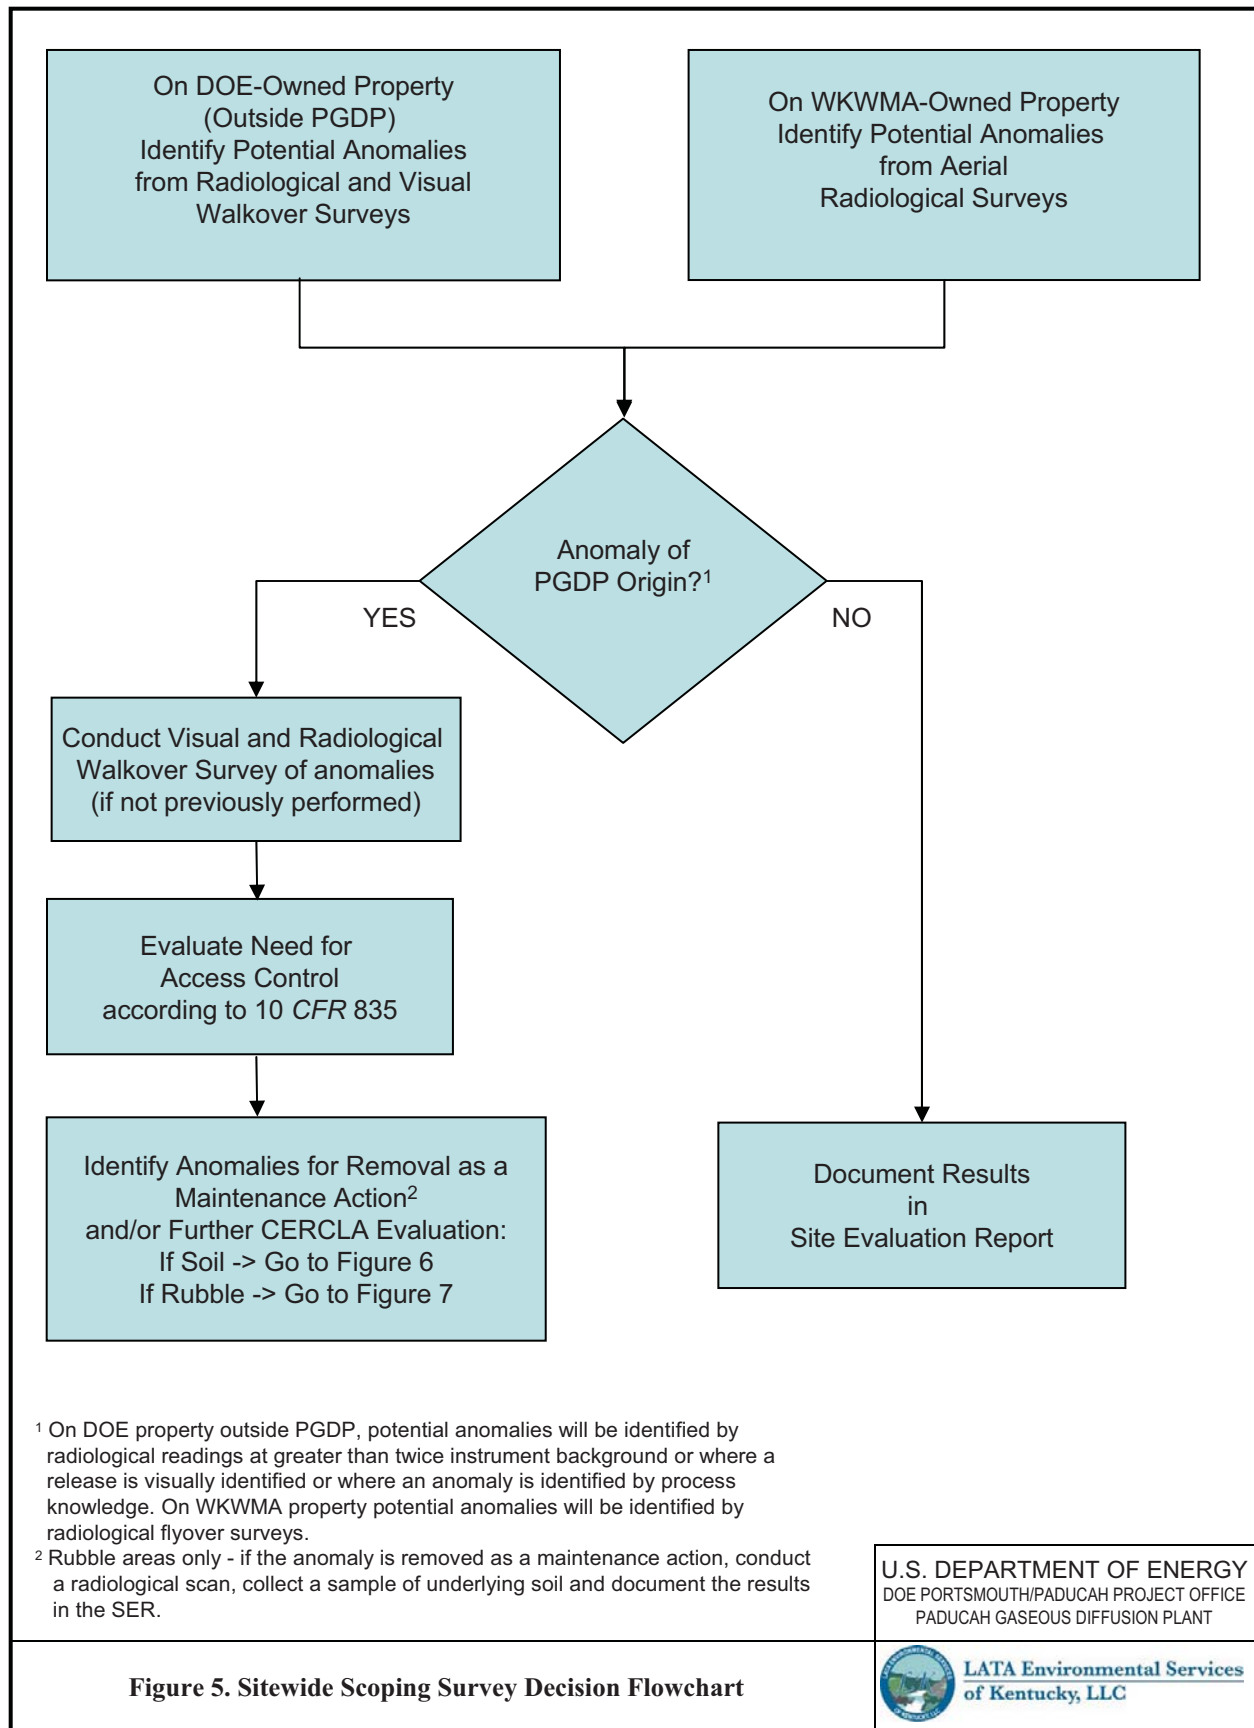 On DOE-Owned Property
(Outside PGDP)
Identify Potential Anomalies
from Radiological and Visual
Walkover Surveys
On WKWMA-Owned Property
Identify Potential Anomalies
from Aerial
Radiological Surveys
Anomaly of
PGDP Origin?¹
YES
NO
Conduct Visual and Radiological
Walkover Survey of anomalies
(if not previously performed)
Evaluate Need for
Access Control
according to 10 CFR 835
Identify Anomalies for Removal as a
Maintenance Action²
and/or Further CERCLA Evaluation:
If Soil -> Go to Figure 6
If Rubble -> Go to Figure 7
Document Results
in
Site Evaluation Report
¹ On DOE property outside PGDP, potential anomalies will be identified by
radiological readings at greater than twice instrument background or where a
release is visually identified or where an anomaly is identified by process
knowledge. On WKWMA property potential anomalies will be identified by
radiological flyover surveys.
² Rubble areas only - if the anomaly is removed as a maintenance action, conduct
a radiological scan, collect a sample of underlying soil and document the results
in the SER.
U.S. DEPARTMENT OF ENERGY
DOE PORTSMOUTH/PADUCAH PROJECT OFFICE
PADUCAH GASEOUS DIFFUSION PLANT
Figure 5. Sitewide Scoping Survey Decision Flowchart
LATA Environmental Services
of Kentucky, LLC